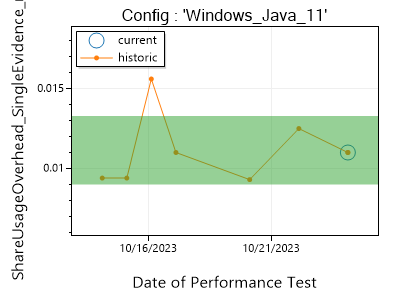 Config : 'Windows_Java_11'
current
historic
ShareUsageOverhead_SingleEvidence_
0.015
0.01
10/16/2023
10/21/2023
Date of Performance Test